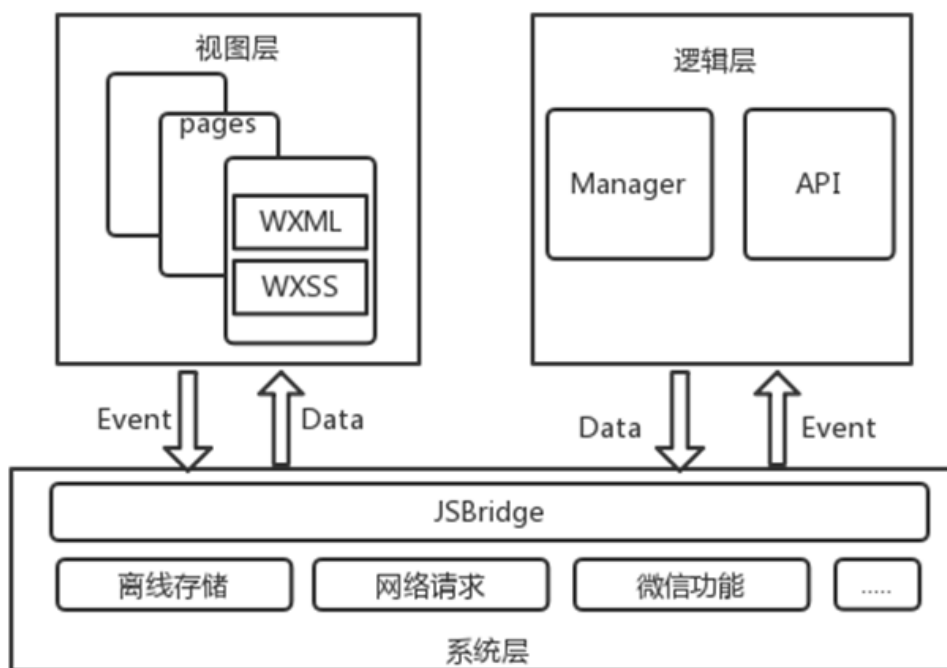 视图层
pages
WXML
WXSS
逻辑层
Manager
API
Event
Data
Data
Event
JSBridge
离线存储
网络请求
微信功能
.....
系统层